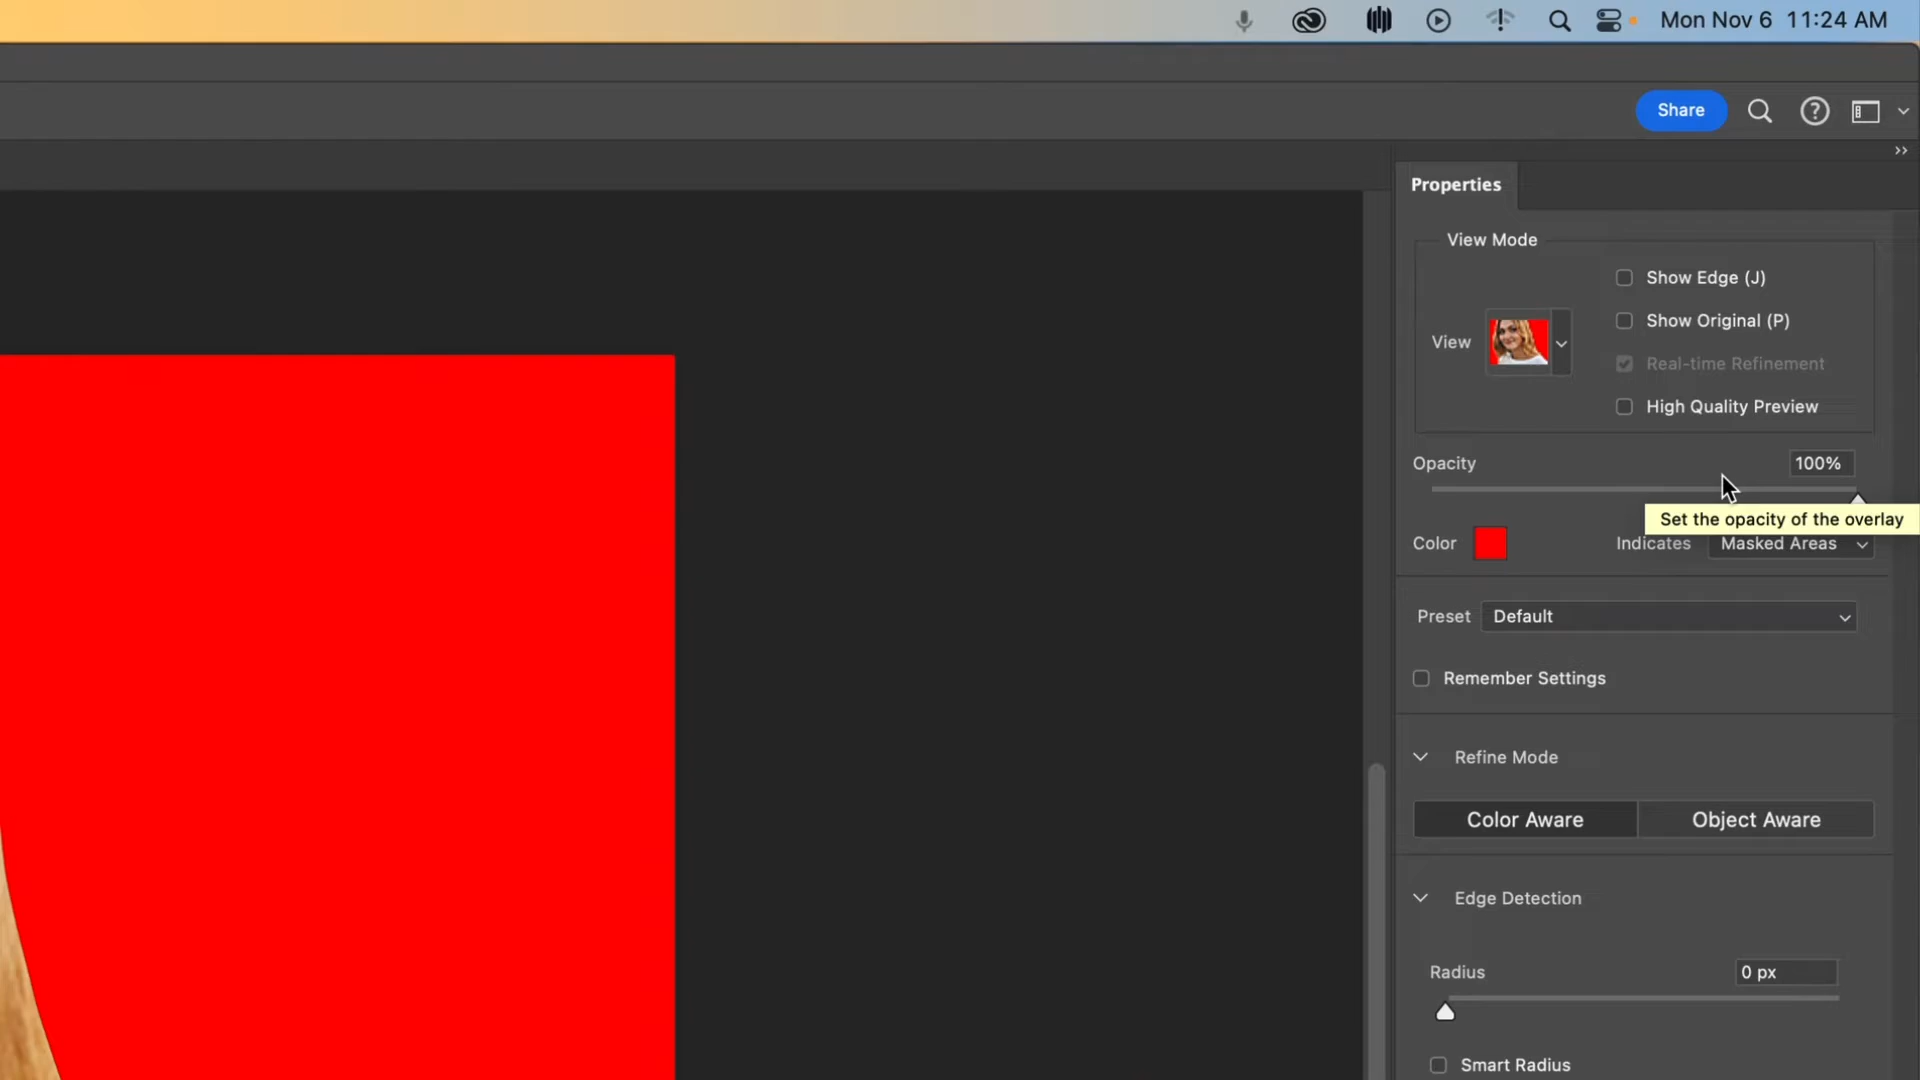 Mon Nov 6 11:24 AM
Share
Properties
View Mode
Show Edge (J)
Show Original (P)
View
Real-time Refinement
High Quality Preview
Opacity 100%
Set the opacity of the overlay
Color Indicates Masked Areas
Preset Default
Remember Settings
Refine Mode
Color Aware Object Aware
Edge Detection
Radius 0 px
Smart Radius